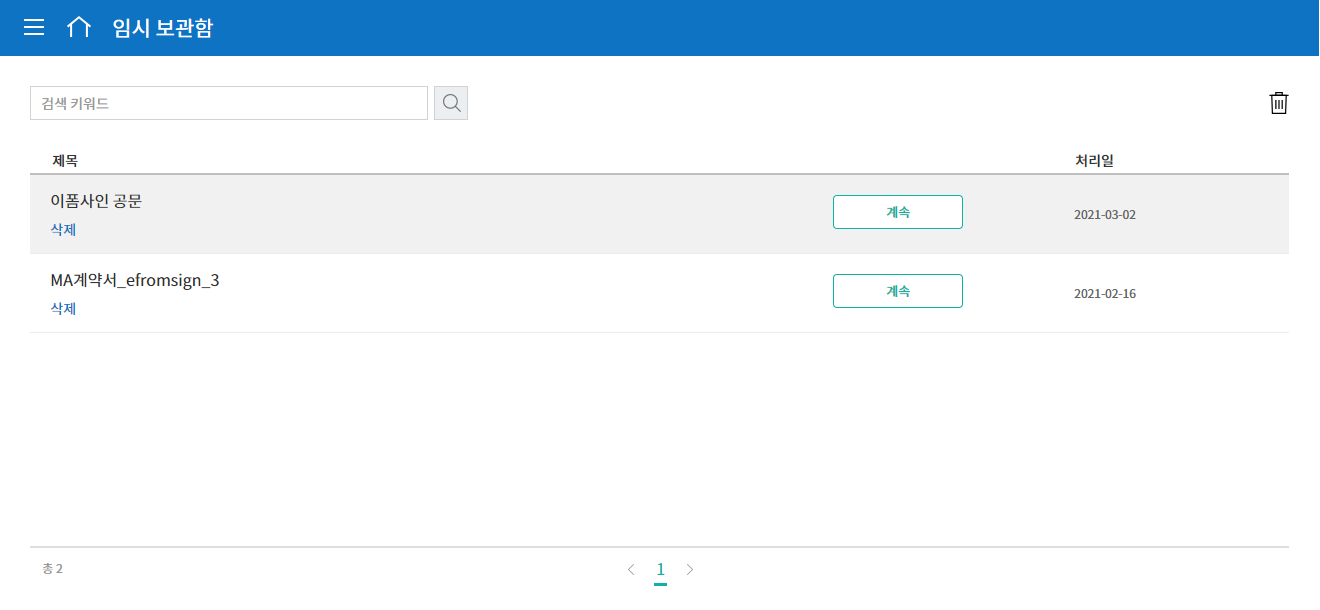 임시 보관함
검색 키워드
제목 처리일
이폼사인 공문
계속 2021-03-02
삭제
MA계약서_efromsign_3
계속 2021-02-16
삭제
총 2 1